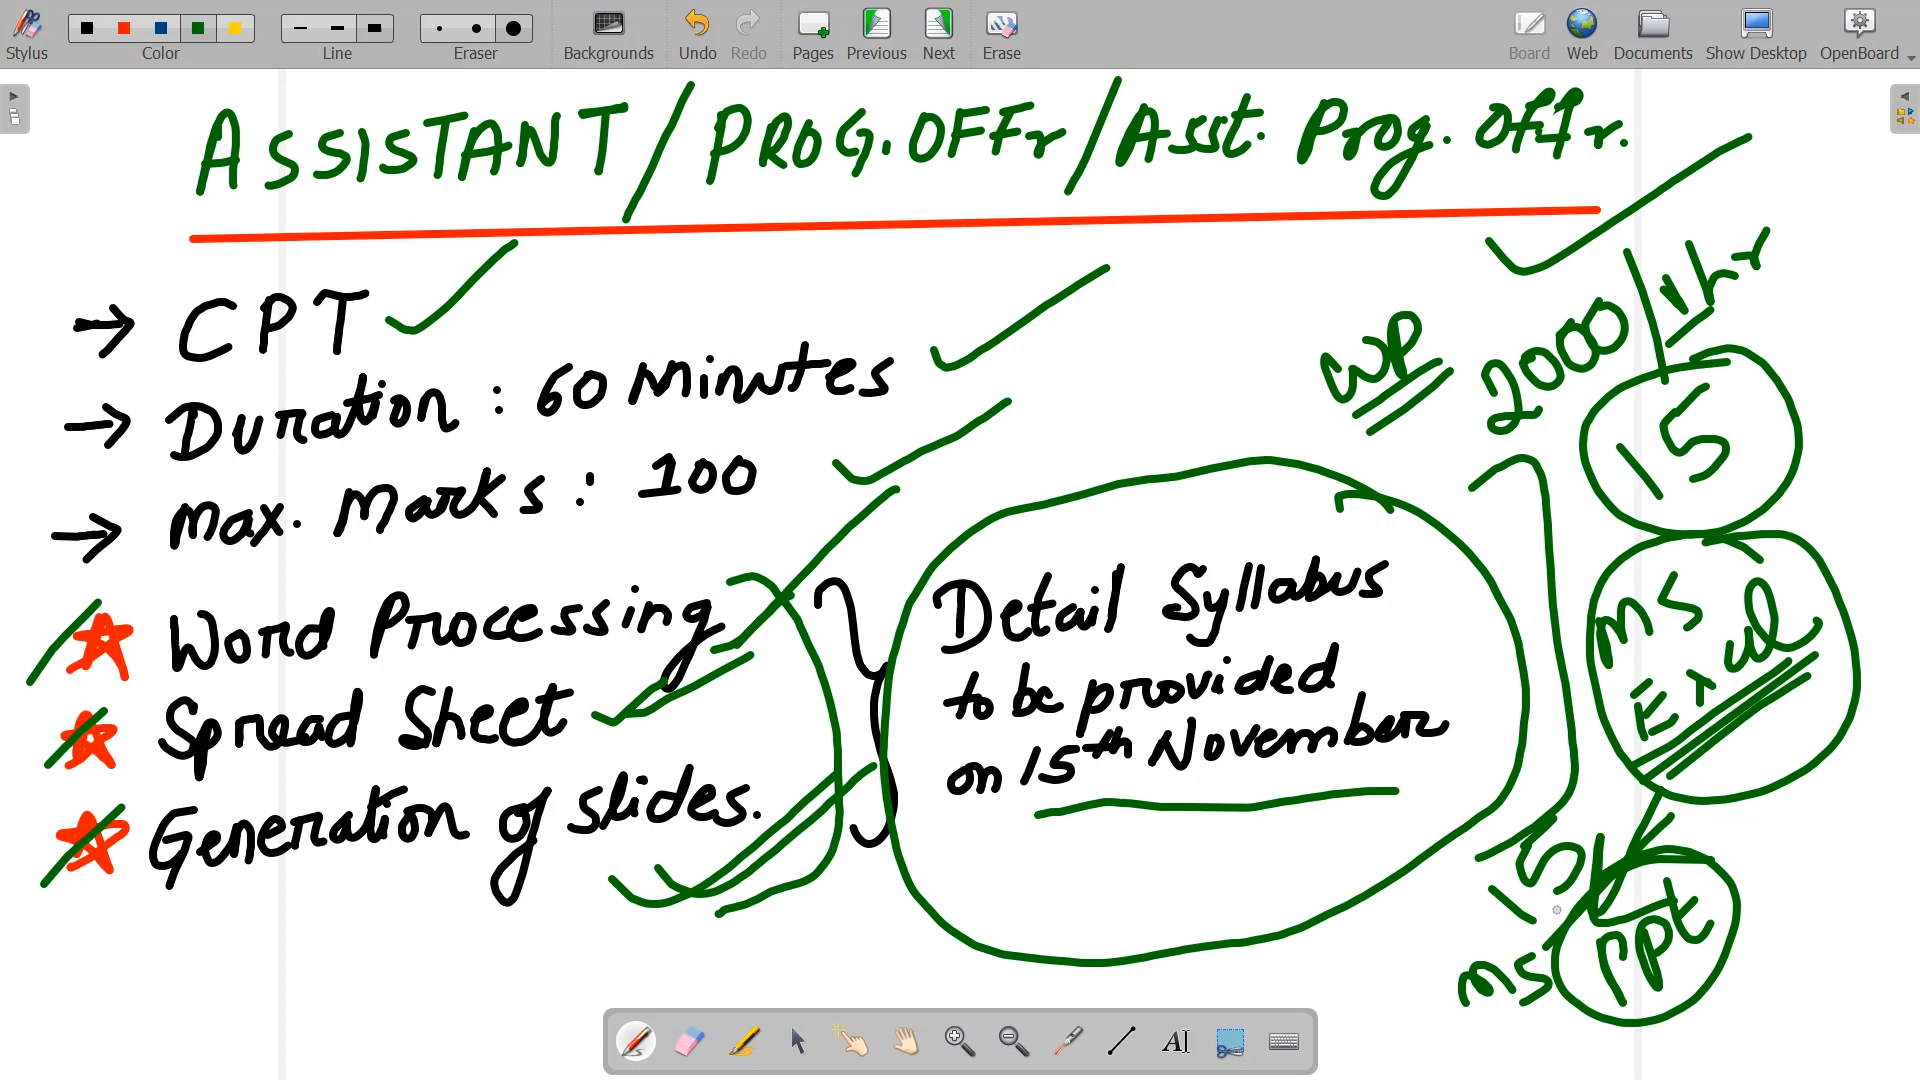 Stylus Color Line Eraser Backgrounds Undo Redo Pages Previous Next Erase Board Web Documents Show Desktop OpenBoard
ASSISTANT / PROG. OFFr / Asst. Prog. Offr.
→ CPT
→ Duration : 60 Minutes
→ Max. Marks : 100
WP 2000 / 1hr
15
Word Processing
Spread Sheet
Generation of slides.
Detail Syllabus
to be provided
on 15th November
MS
Excel
15
MS PPt
AI